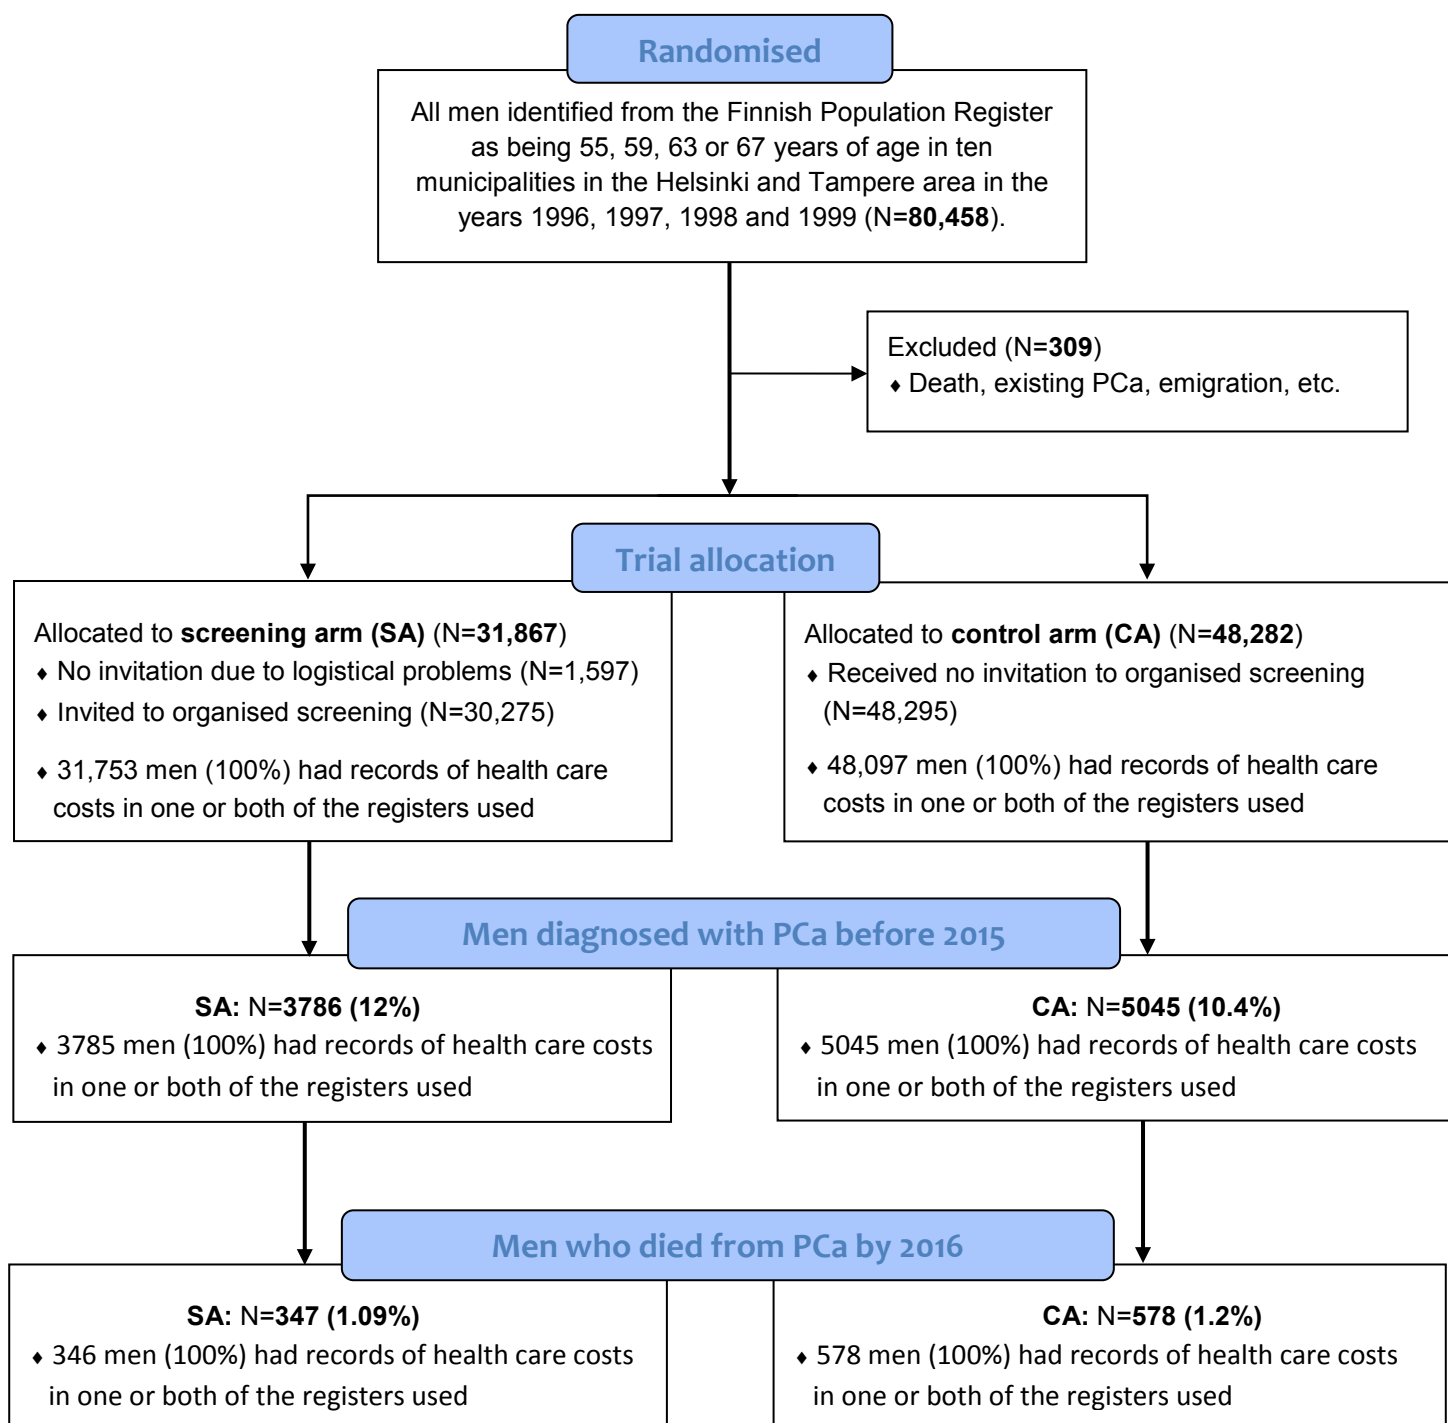 Randomised
All men identified from the Finnish Population Register
as being 55, 59, 63 or 67 years of age in ten
municipalities in the Helsinki and Tampere area in the
years 1996, 1997, 1998 and 1999 (N=80,458).
Excluded (N=309)
♦ Death, existing PCa, emigration, etc.
Trial allocation
Allocated to screening arm (SA) (N=31,867)
♦ No invitation due to logistical problems (N=1,597)
♦ Invited to organised screening (N=30,275)
♦ 31,753 men (100%) had records of health care
costs in one or both of the registers used
Allocated to control arm (CA) (N=48,282)
♦ Received no invitation to organised screening
(N=48,295)
♦ 48,097 men (100%) had records of health care
costs in one or both of the registers used
Men diagnosed with PCa before 2015
SA: N=3786 (12%)
♦ 3785 men (100%) had records of health care costs
in one or both of the registers used
CA: N=5045 (10.4%)
♦ 5045 men (100%) had records of health care costs
in one or both of the registers used
Men who died from PCa by 2016
SA: N=347 (1.09%)
♦ 346 men (100%) had records of health care costs
in one or both of the registers used
CA: N=578 (1.2%)
♦ 578 men (100%) had records of health care costs
in one or both of the registers used